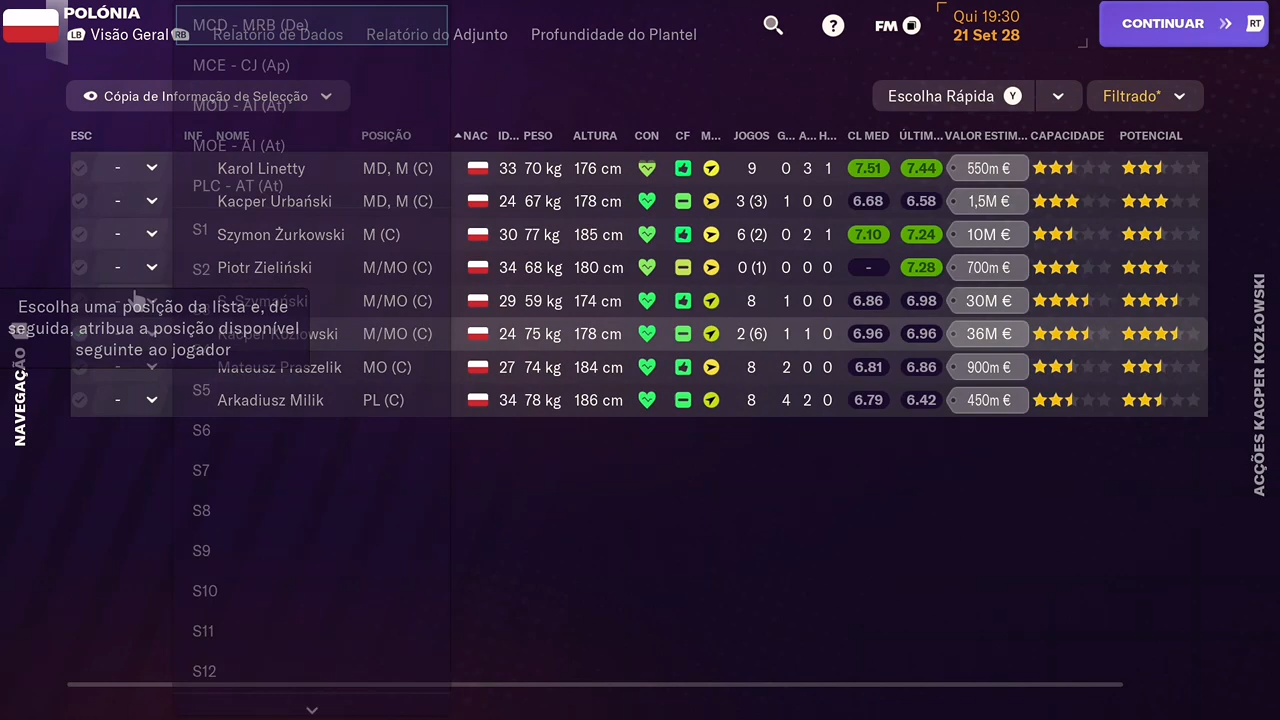 POLÓNIA
LB Visão Geral RB Relatório de Dados Relatório do Adjunto Profundidade do Plantel
FM
Qui 19:30
21 Set 28
CONTINUAR RT
Cópia de Informação de Selecção
Escolha Rápida Y
Filtrado*
MCD - MRB (De)
MCE - CJ (Ap)
MOD - AI (At)
MOE - AI (At)
PLC - AT (At)
S1
S2
S5
S6
S7
S8
S9
S10
S11
S12
ESC INF NOME POSIÇÃO NAC ID... PESO ALTURA CON CF M... JOGOS G... A... H... CL MED ÚLTIM... VALOR ESTIM... CAPACIDADE POTENCIAL
- Karol Linetty MD, M (C) 33 70 kg 176 cm 9 0 3 1 7.51 7.44 550m €
- Kacper Urbański MD, M (C) 24 67 kg 178 cm 3 (3) 1 0 0 6.68 6.58 1,5M €
- Szymon Żurkowski M (C) 30 77 kg 185 cm 6 (2) 0 2 1 7.10 7.24 10M €
- Piotr Zieliński M/MO (C) 34 68 kg 180 cm 0 (1) 0 0 0 - 7.28 700m €
- S. Szymański M/MO (C) 29 59 kg 174 cm 8 1 0 0 6.86 6.98 30M €
Kacper Kozłowski M/MO (C) 24 75 kg 178 cm 2 (6) 1 1 0 6.96 6.96 36M €
- Mateusz Praszelik MO (C) 27 74 kg 184 cm 8 2 0 0 6.81 6.86 900m €
- Arkadiusz Milik PL (C) 34 78 kg 186 cm 8 4 2 0 6.79 6.42 450m €
Escolha uma posição da lista e, de
seguida, atribua a posição disponível
seguinte ao jogador
NAVEGAÇÃO
ACÇÕES KACPER KOZŁOWSKI